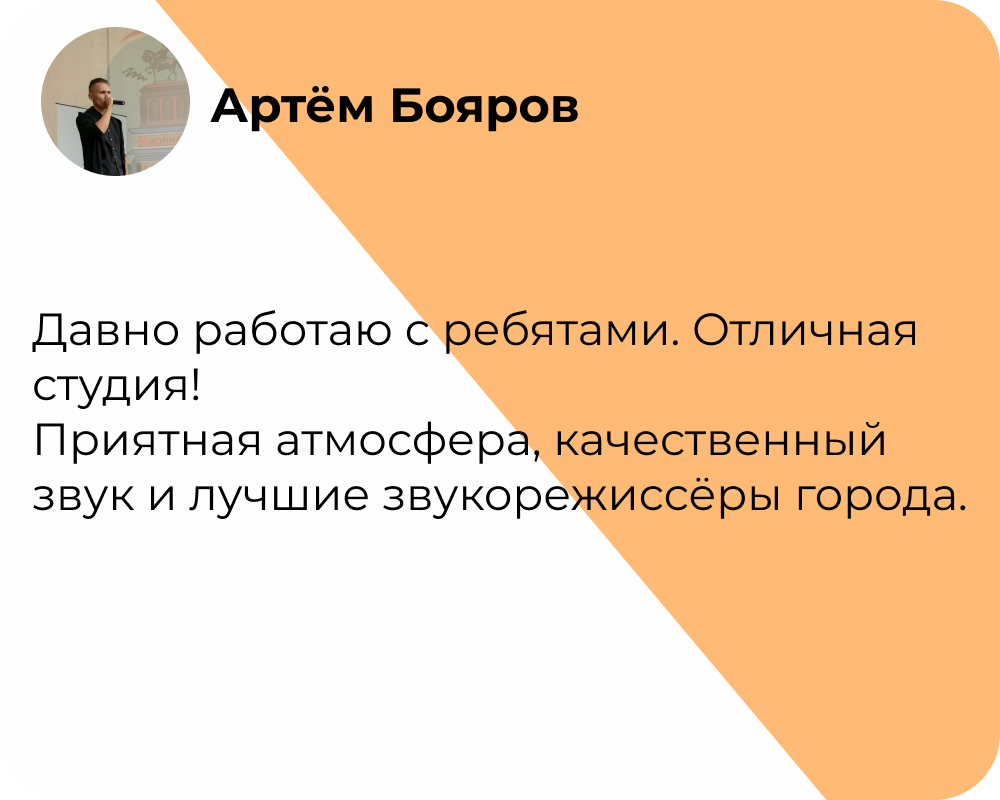 Артём Бояров
Давно работаю с ребятами. Отличная
студия!
Приятная атмосфера, качественный
звук и лучшие звукорежиссёры города.